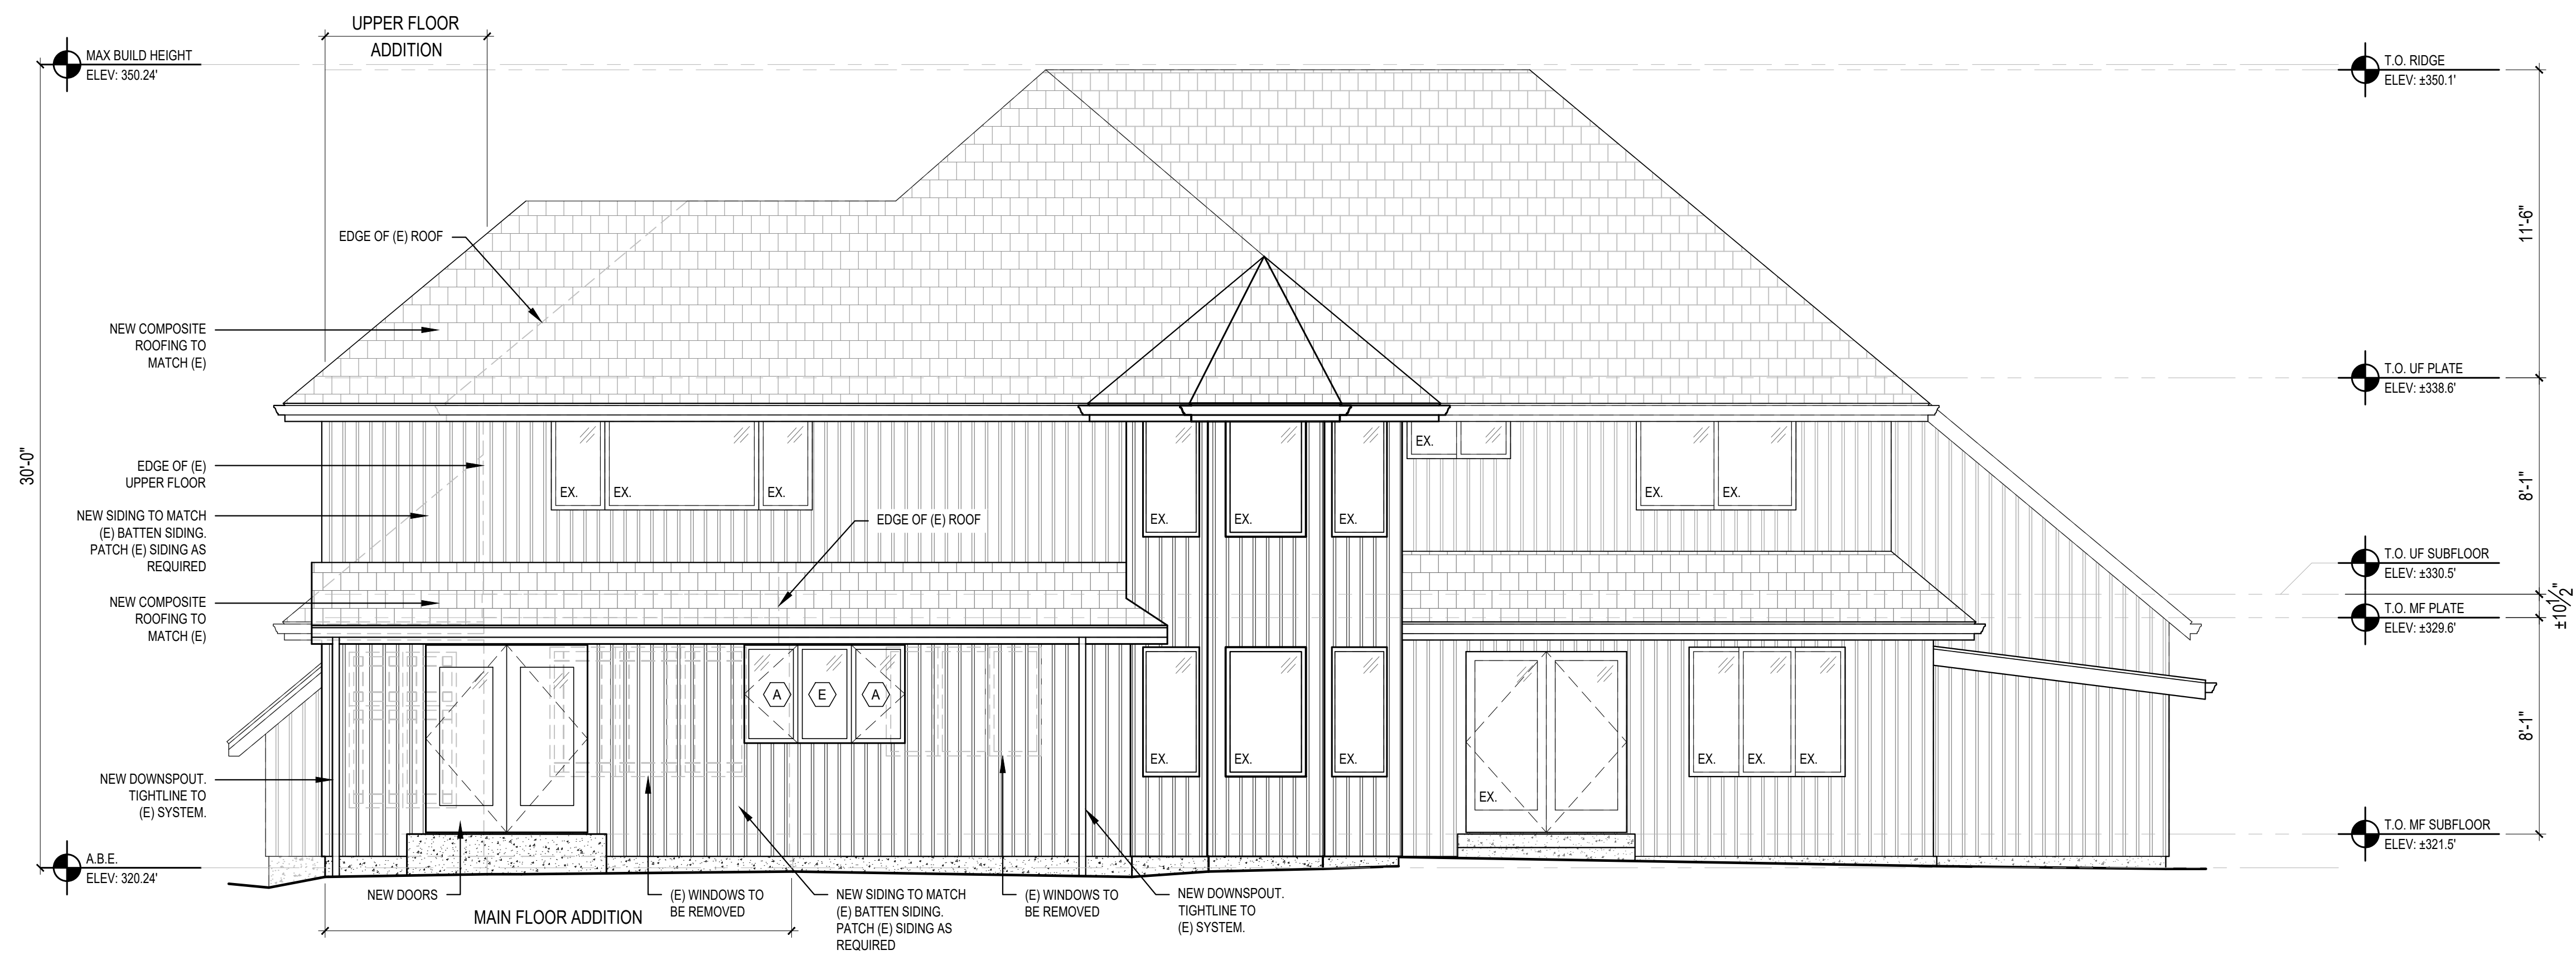 UPPER FLOOR
ADDITION
MAX BUILD HEIGHT
ELEV: 350.24'
T.O. RIDGE
ELEV: ±350.1'
11'-6"
EDGE OF (E) ROOF
NEW COMPOSITE
ROOFING TO
MATCH (E)
T.O. UF PLATE
ELEV: ±338.6'
30'-0"
EDGE OF (E)
UPPER FLOOR
NEW SIDING TO MATCH
(E) BATTEN SIDING.
PATCH (E) SIDING AS
REQUIRED
EX.
EX.
EX.
EDGE OF (E) ROOF
EX.
EX.
EX.
EX.
EX.
EX.
8'-1"
T.O. UF SUBFLOOR
ELEV: ±330.5'
NEW COMPOSITE
ROOFING TO
MATCH (E)
T.O. MF PLATE
ELEV: ±329.6'
±10½"
A
E
A
EX.
EX.
EX.
EX.
EX.
EX.
EX.
8'-1"
NEW DOWNSPOUT.
TIGHTLINE TO
(E) SYSTEM.
T.O. MF SUBFLOOR
ELEV: ±321.5'
A.B.E.
ELEV: 320.24'
NEW DOORS
(E) WINDOWS TO
BE REMOVED
NEW SIDING TO MATCH
(E) BATTEN SIDING.
PATCH (E) SIDING AS
REQUIRED
(E) WINDOWS TO
BE REMOVED
NEW DOWNSPOUT.
TIGHTLINE TO
(E) SYSTEM.
MAIN FLOOR ADDITION